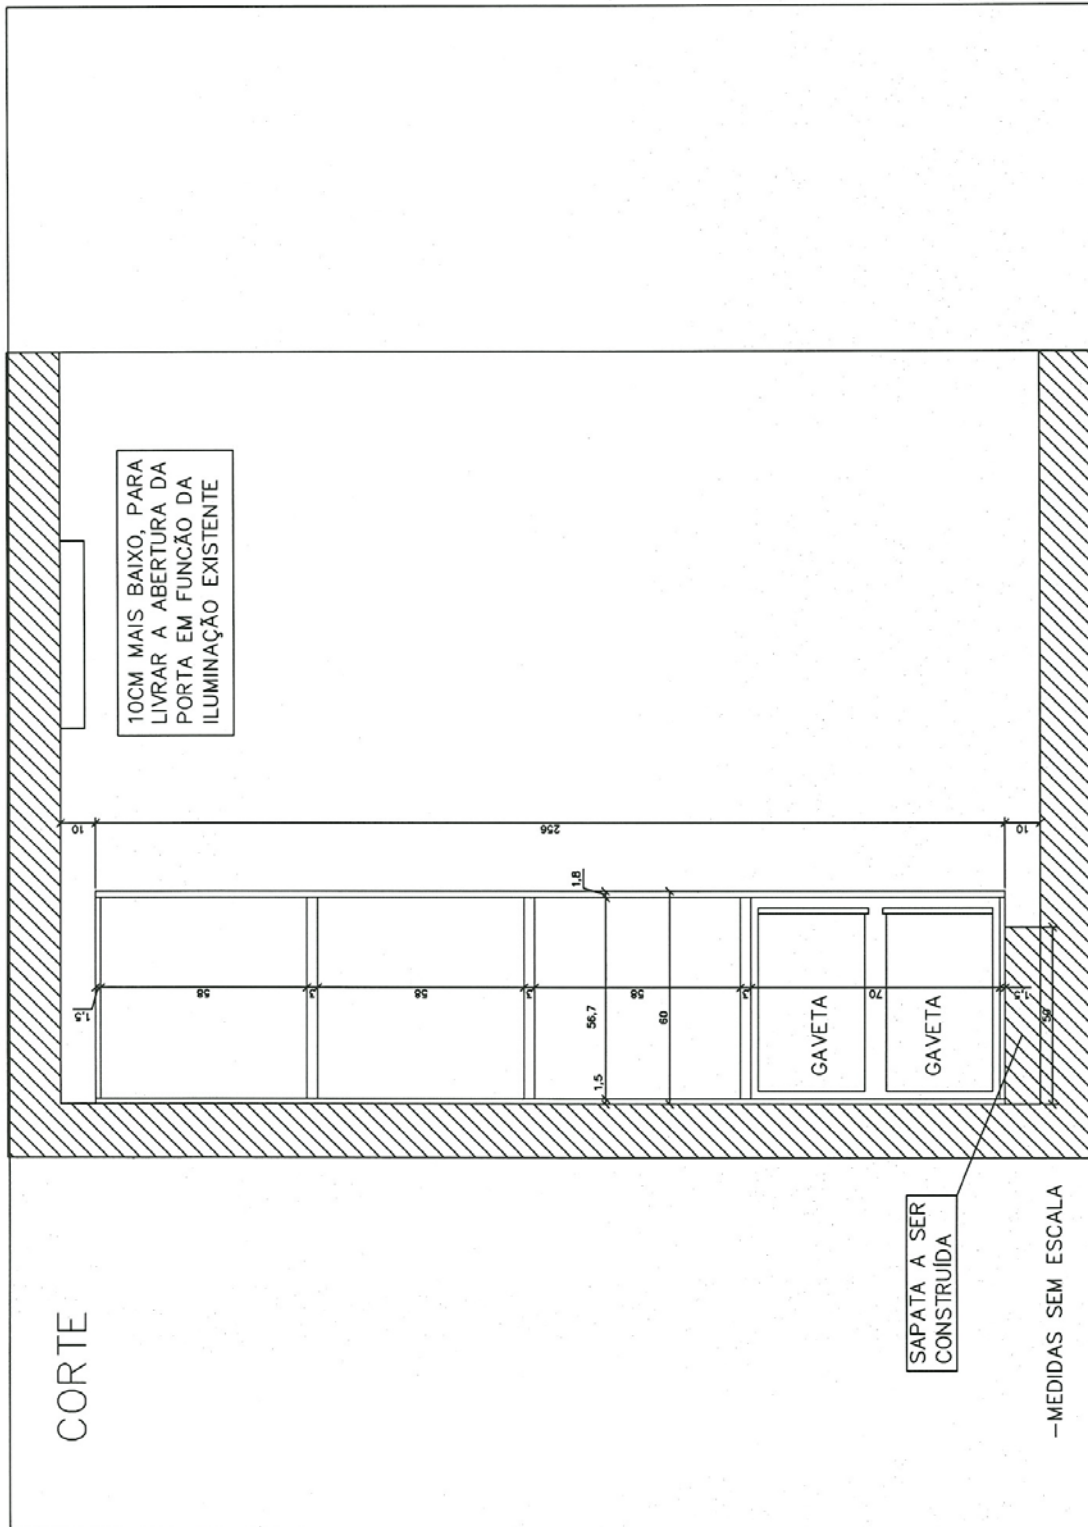 CORTE
10CM MAIS BAIXO, PARA
LIVRAR A ABERTURA DA
PORTA EM FUNCÃO DA
ILUMINAÇÃO EXISTENTE
10
256
10
1,8
1,5
58
3
58
3
58
3
70
1,5
1,5
56,7
60
GAVETA
GAVETA
50
SAPATA A SER
CONSTRUÍDA
-MEDIDAS SEM ESCALA